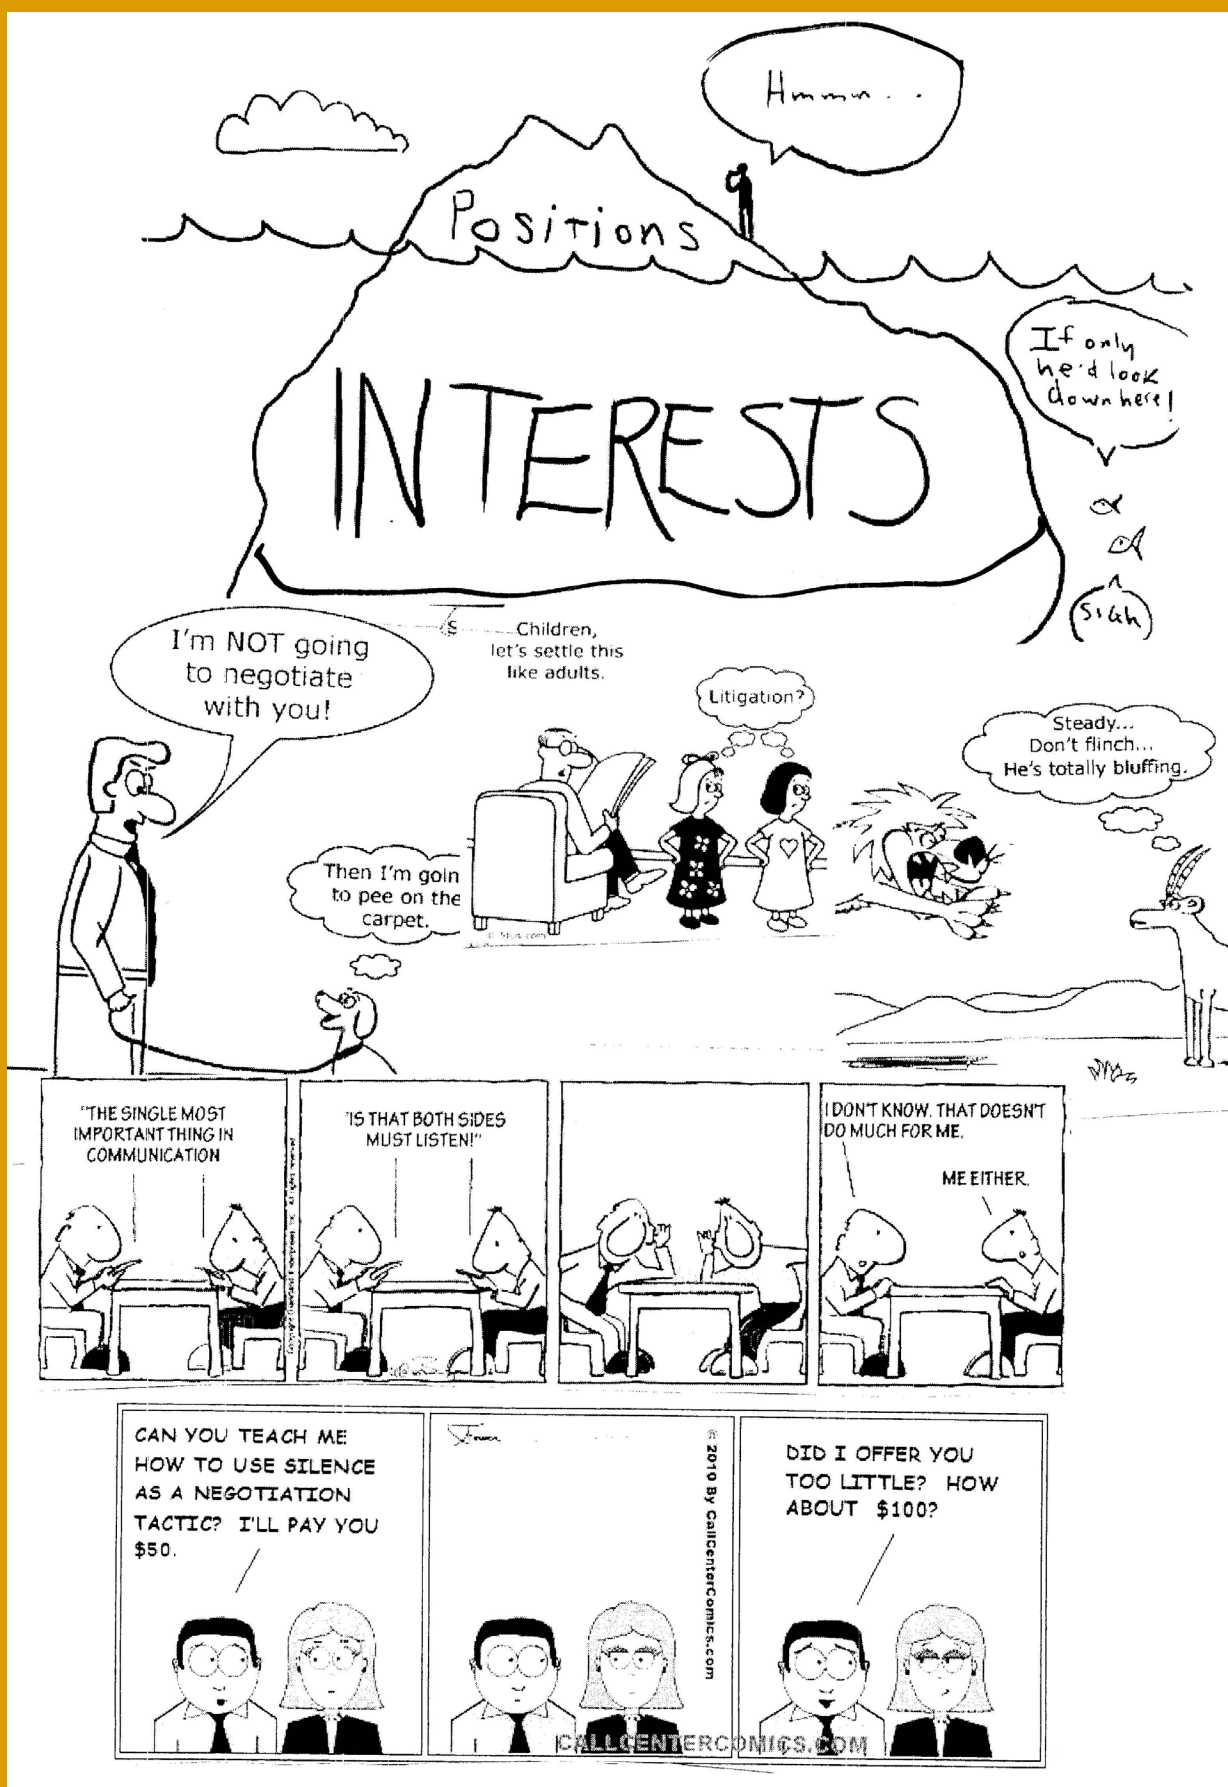 Hmmm...
Positions
INTERESTS
If only
he'd look
down here!
(Sigh)
I'm NOT going
to negotiate
with you!
Then I'm goin
to pee on the
carpet.
Children,
let's settle this
like adults.
Litigation?
Steady...
Don't flinch...
He's totally bluffing.
"THE SINGLE MOST
IMPORTANT THING IN
COMMUNICATION
"IS THAT BOTH SIDES
MUST LISTEN!"
I DON'T KNOW. THAT DOESN'T
DO MUCH FOR ME.
ME EITHER.
CAN YOU TEACH ME
HOW TO USE SILENCE
AS A NEGOTIATION
TACTIC? I'LL PAY YOU
$50.
© 2010 By CallCenterComics.com
DID I OFFER YOU
TOO LITTLE? HOW
ABOUT $100?
CALLCENTERCOMICS.COM